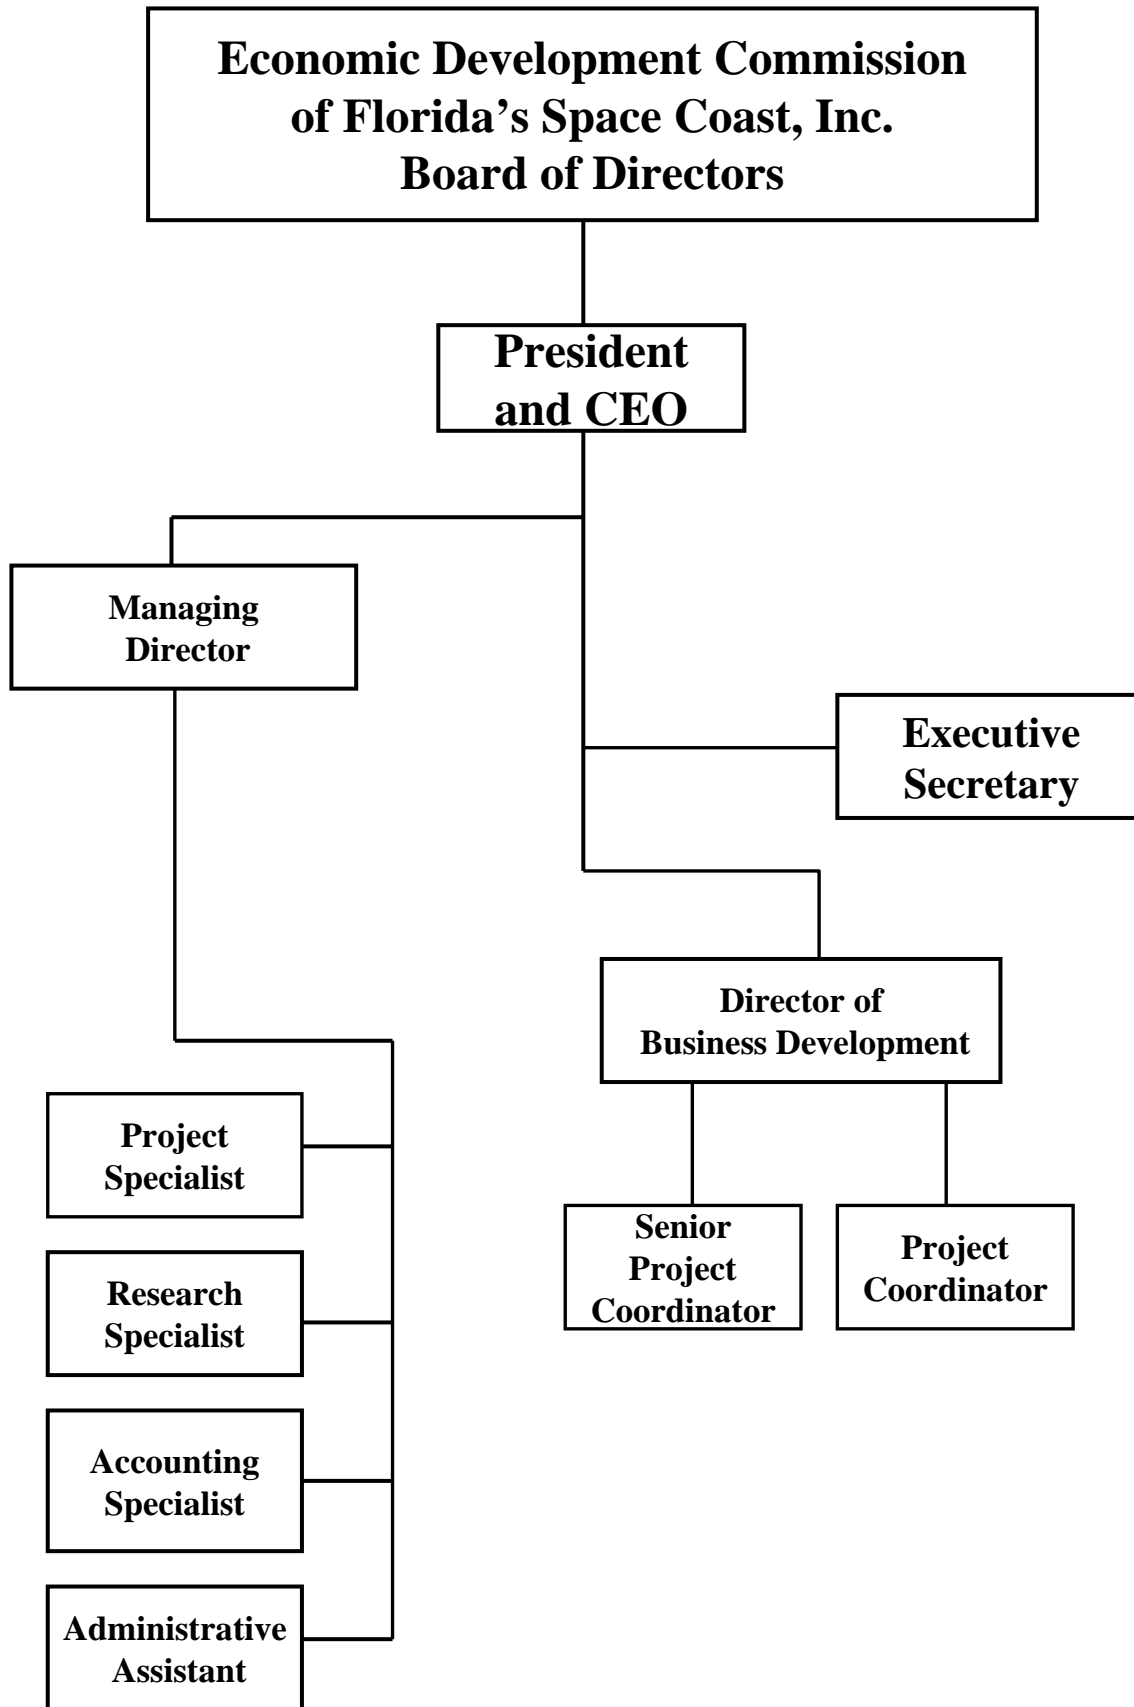 Economic Development Commission
of Florida’s Space Coast, Inc.
Board of Directors
President
and CEO
Managing
Director
Executive
Secretary
Director of
Business Development
Project
Specialist
Senior
Project
Coordinator
Project
Coordinator
Research
Specialist
Accounting
Specialist
Administrative
Assistant